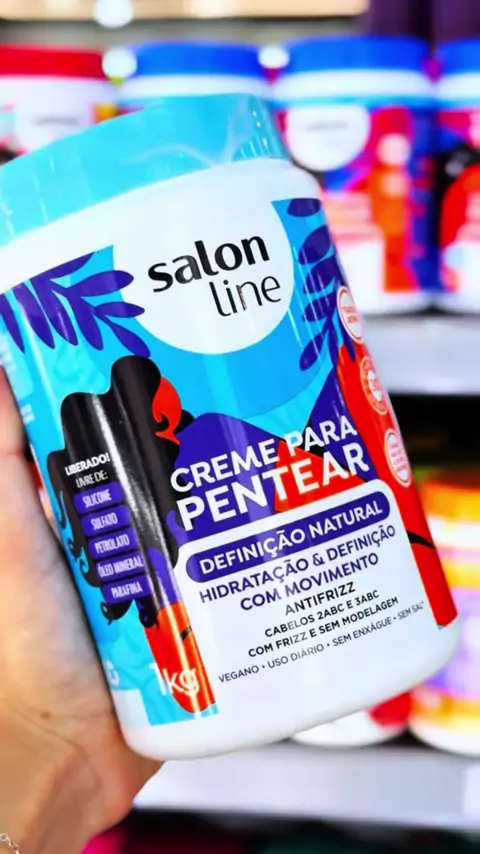 salon
line
LIBERADO!
LIVRE DE:
SILICONE
SULFATO
PETROLATO
ÓLEO MINERAL
PARAFINA
CREME PARA
PENTEAR
DEFINIÇÃO NATURAL
HIDRATAÇÃO & DEFINIÇÃO
COM MOVIMENTO
ANTIFRIZZ
CABELOS 2ABC E 3ABC
COM FRIZZ E SEM MODELAGEM
VEGANO • USO DIÁRIO • SEM ENXÁGUE • SEM SAL*
1kg